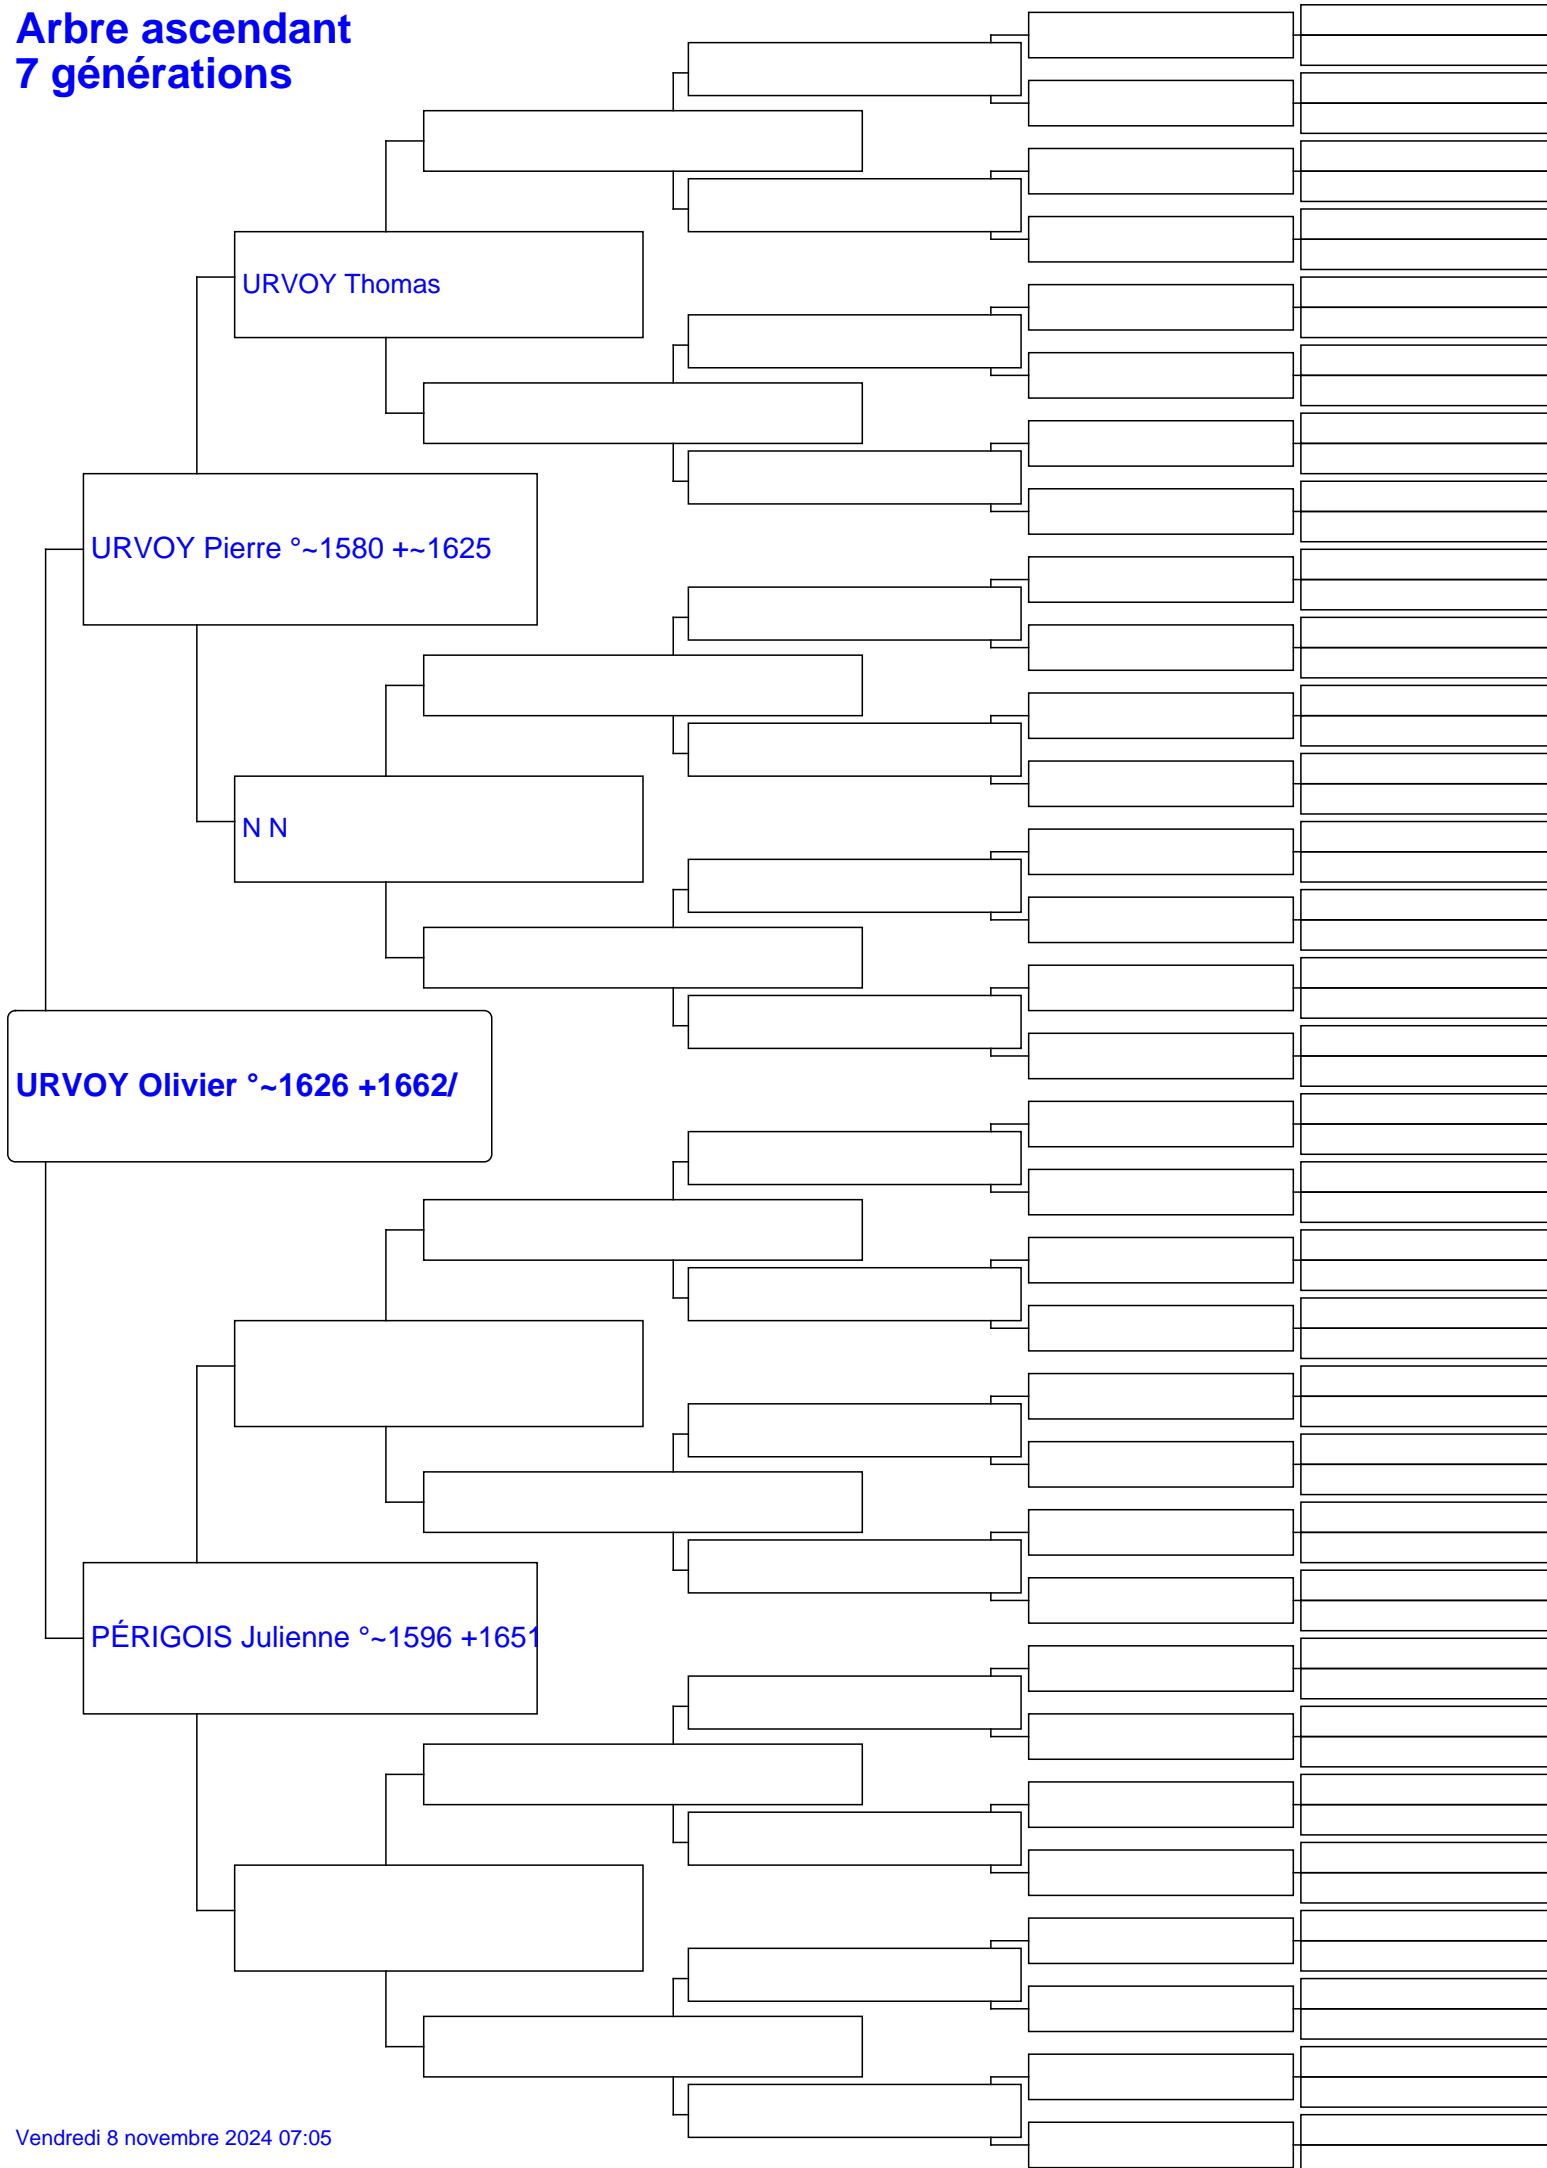 Arbre ascendant
7 générations
URVOY Thomas
URVOY Pierre °~1580 +~1625
N N
URVOY Olivier °~1626 +1662/
PÉRIGOIS Julienne °~1596 +1651
Vendredi 8 novembre 2024 07:05